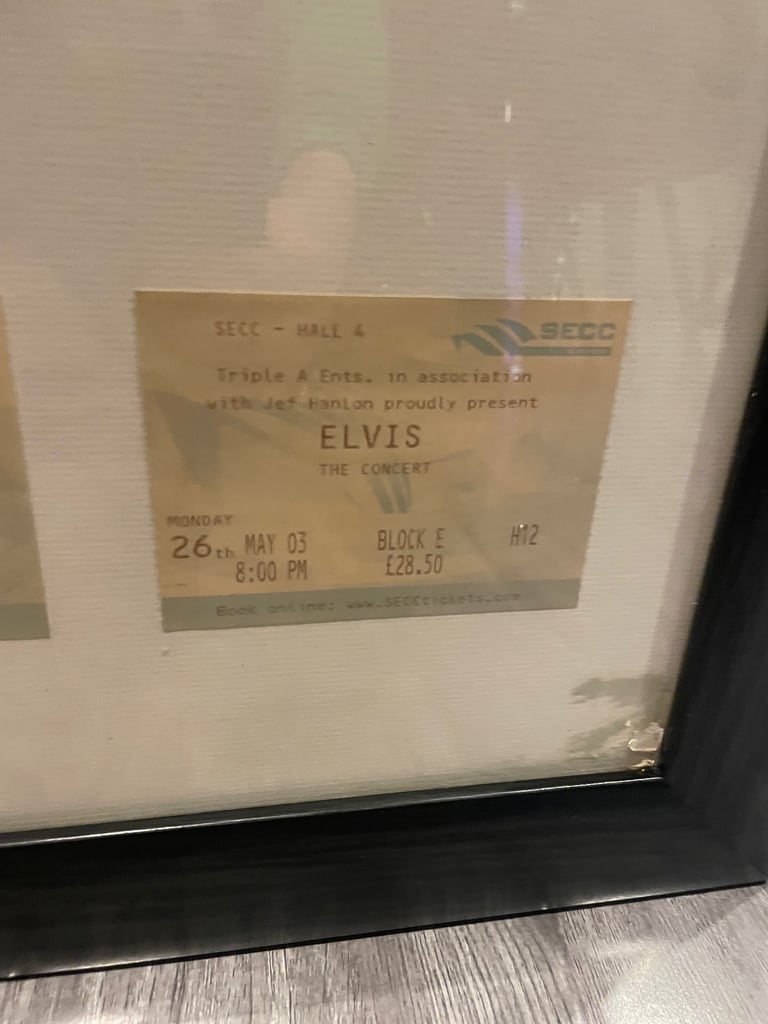 SECC - HALL 4
SECC
Triple A Ents. in association
with Jef Hanlon proudly present
ELVIS
THE CONCERT
MONDAY
26th MAY 03 BLOCK E H12
8:00 PM £28.50
Book online: www.SECCtickets.com